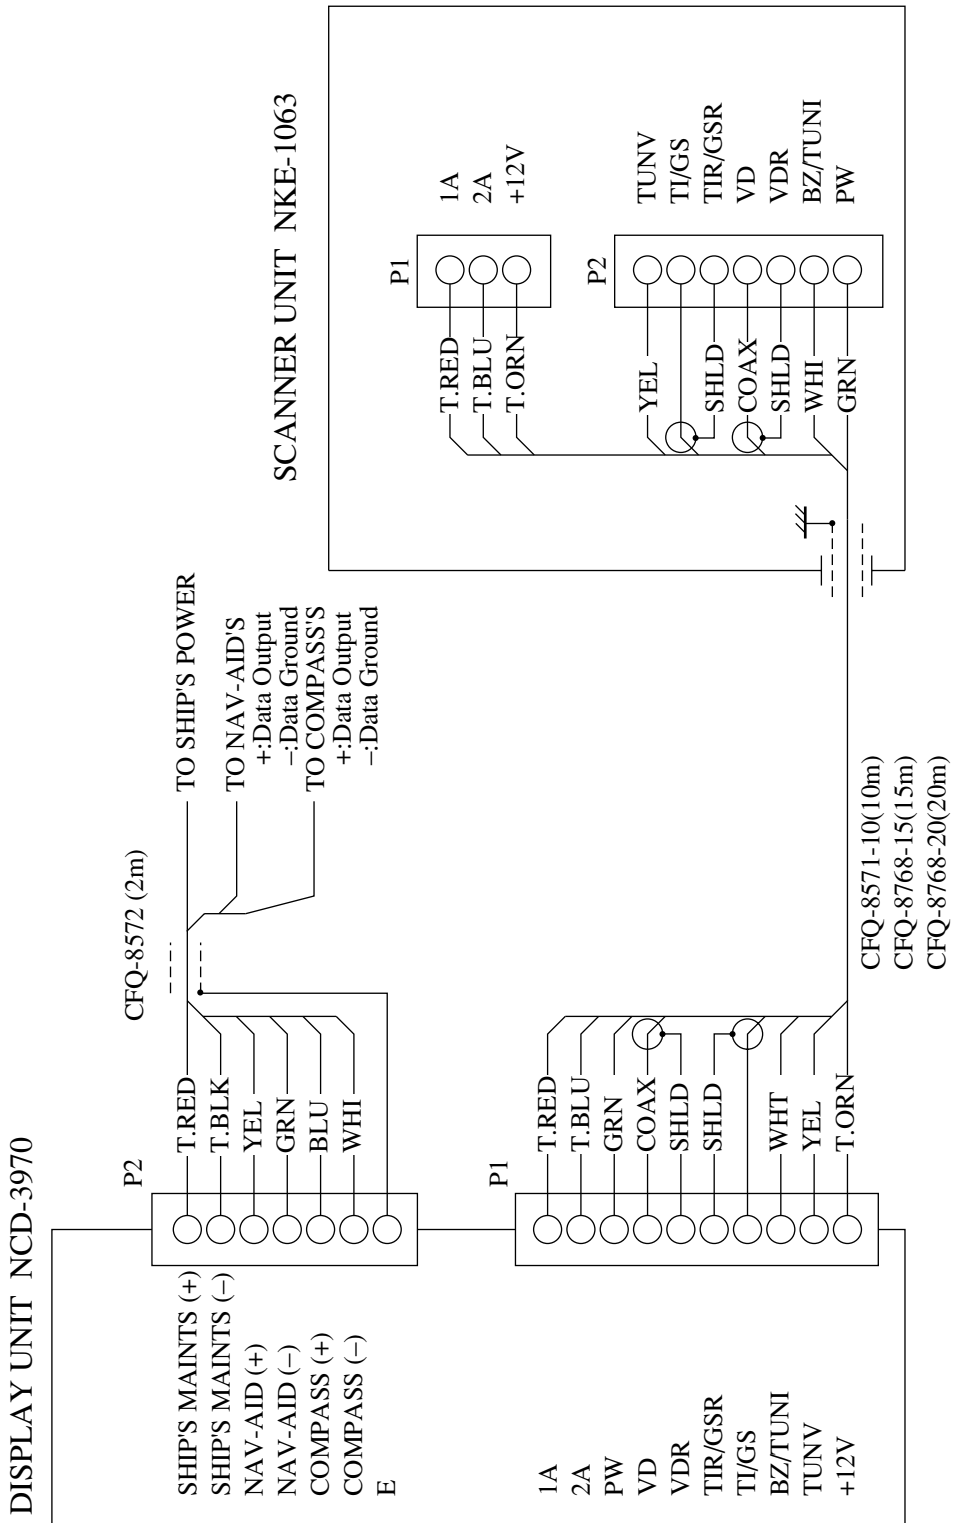 DISPLAY UNIT NCD-3970
P2
SHIP'S MAINTS (+)
SHIP'S MAINTS (–)
NAV-AID (+)
NAV-AID (–)
COMPASS (+)
COMPASS (–)
E
T.RED
T.BLK
YEL
GRN
BLU
WHI
CFQ-8572 (2m)
TO SHIP'S POWER
TO NAV-AID'S
+:Data Output
–:Data Ground
TO COMPASS'S
+:Data Output
–:Data Ground
P1
1A
2A
PW
VD
VDR
TIR/GSR
TI/GS
BZ/TUNI
TUNV
+12V
T.RED
T.BLU
GRN
COAX
SHLD
SHLD
WHT
YEL
T.ORN
CFQ-8571-10(10m)
CFQ-8768-15(15m)
CFQ-8768-20(20m)
SCANNER UNIT NKE-1063
P1
T.RED
T.BLU
T.ORN
1A
2A
+12V
P2
YEL
SHLD
COAX
SHLD
WHI
GRN
TUNV
TI/GS
TIR/GSR
VD
VDR
BZ/TUNI
PW